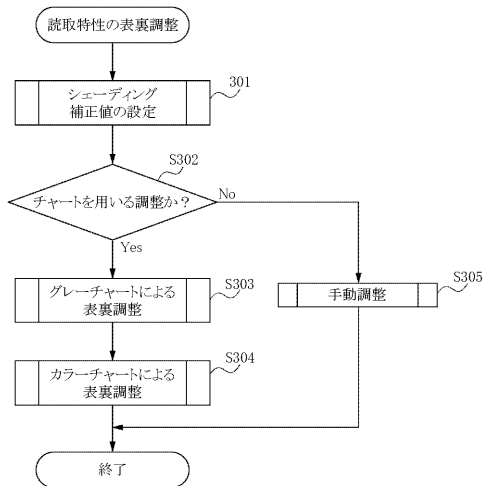 読取特性の表裏調整
シェーディング
補正値の設定
301
S302
チャートを用いる調整か？
No
Yes
グレーチャートによる
表裏調整
S303
手動調整
S305
カラーチャートによる
表裏調整
S304
終了